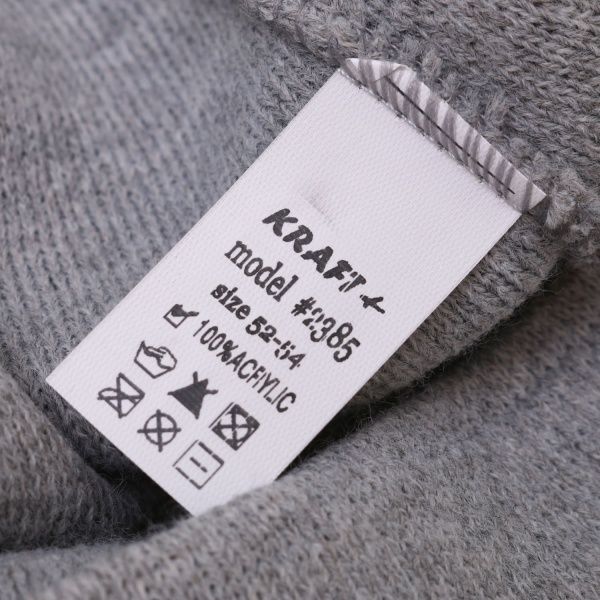 KRAFT+
model #2385
size 52-54
100%ACRYLIC